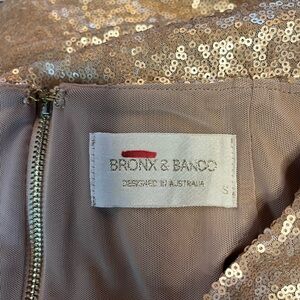 BRONX & BANCO
DESIGNED IN AUSTRALIA
S